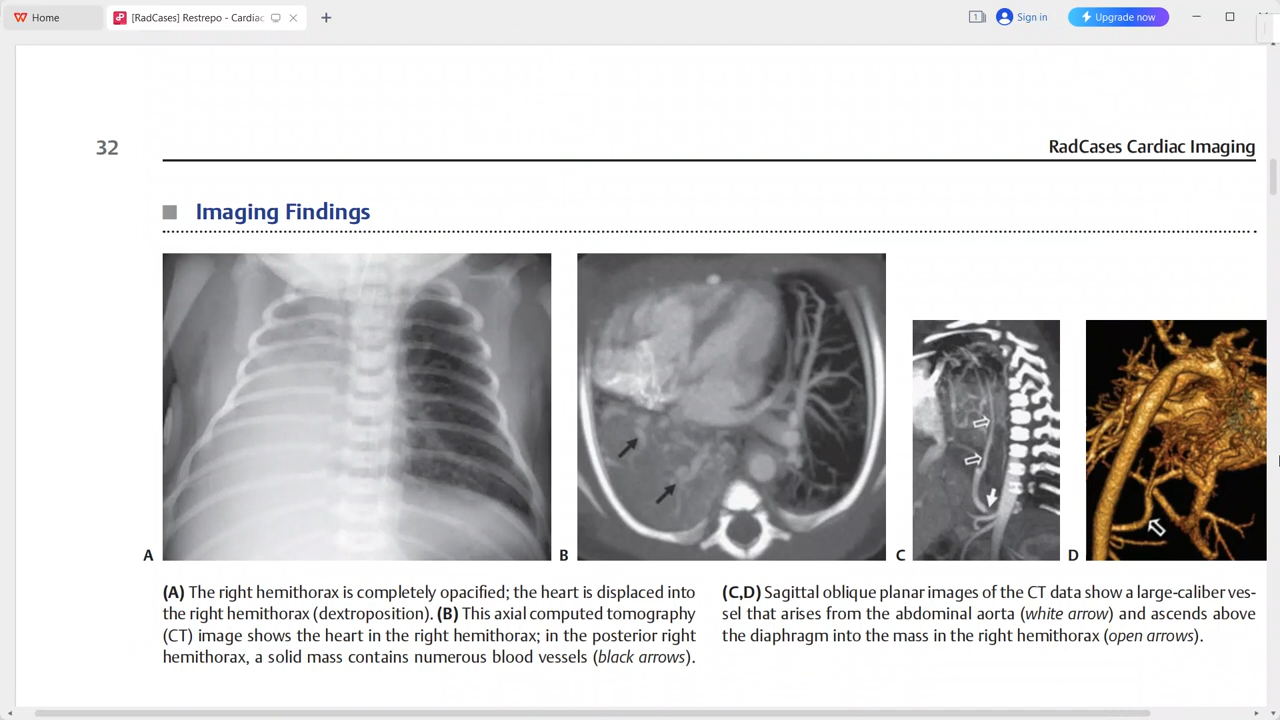 Home
[RadCases] Restrepo - Cardiac
1
Sign in
Upgrade now
32
RadCases Cardiac Imaging
Imaging Findings
A
B
C
D
(A) The right hemithorax is completely opacified; the heart is displaced into
the right hemithorax (dextroposition). (B) This axial computed tomography
(CT) image shows the heart in the right hemithorax; in the posterior right
hemithorax, a solid mass contains numerous blood vessels (black arrows).
(C,D) Sagittal oblique planar images of the CT data show a large-caliber ves-
sel that arises from the abdominal aorta (white arrow) and ascends above
the diaphragm into the mass in the right hemithorax (open arrows).